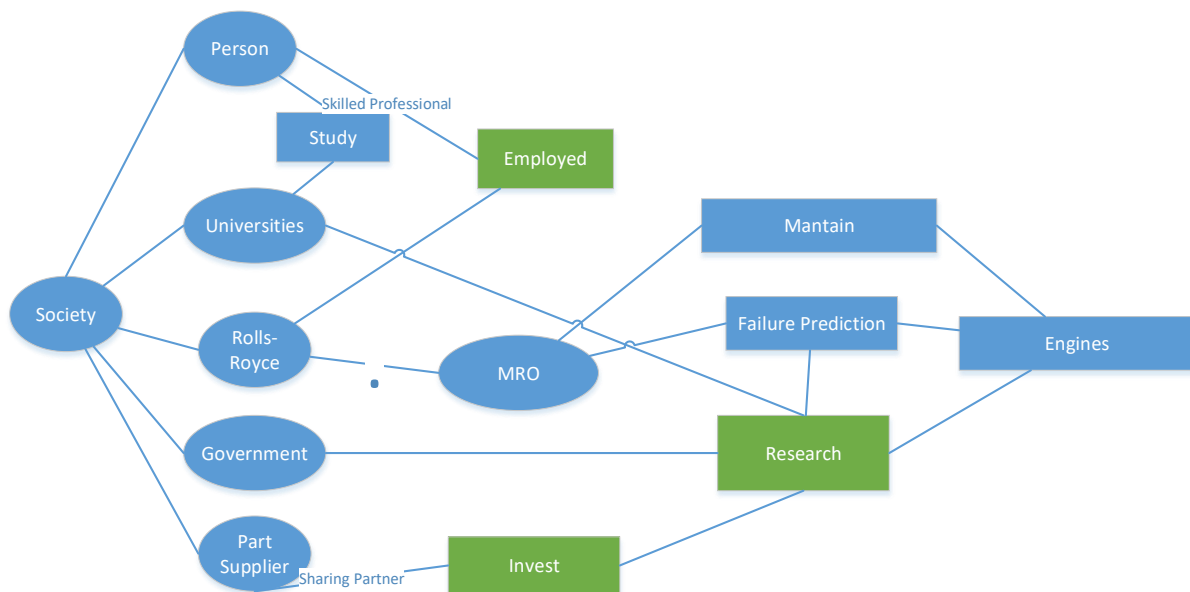 Person
Skilled Professional
Study
Employed
Universities
Mantain
Society
Rolls-
Royce
MRO
Failure Prediction
Engines
Government
Research
Part
Supplier
Sharing Partner
Invest